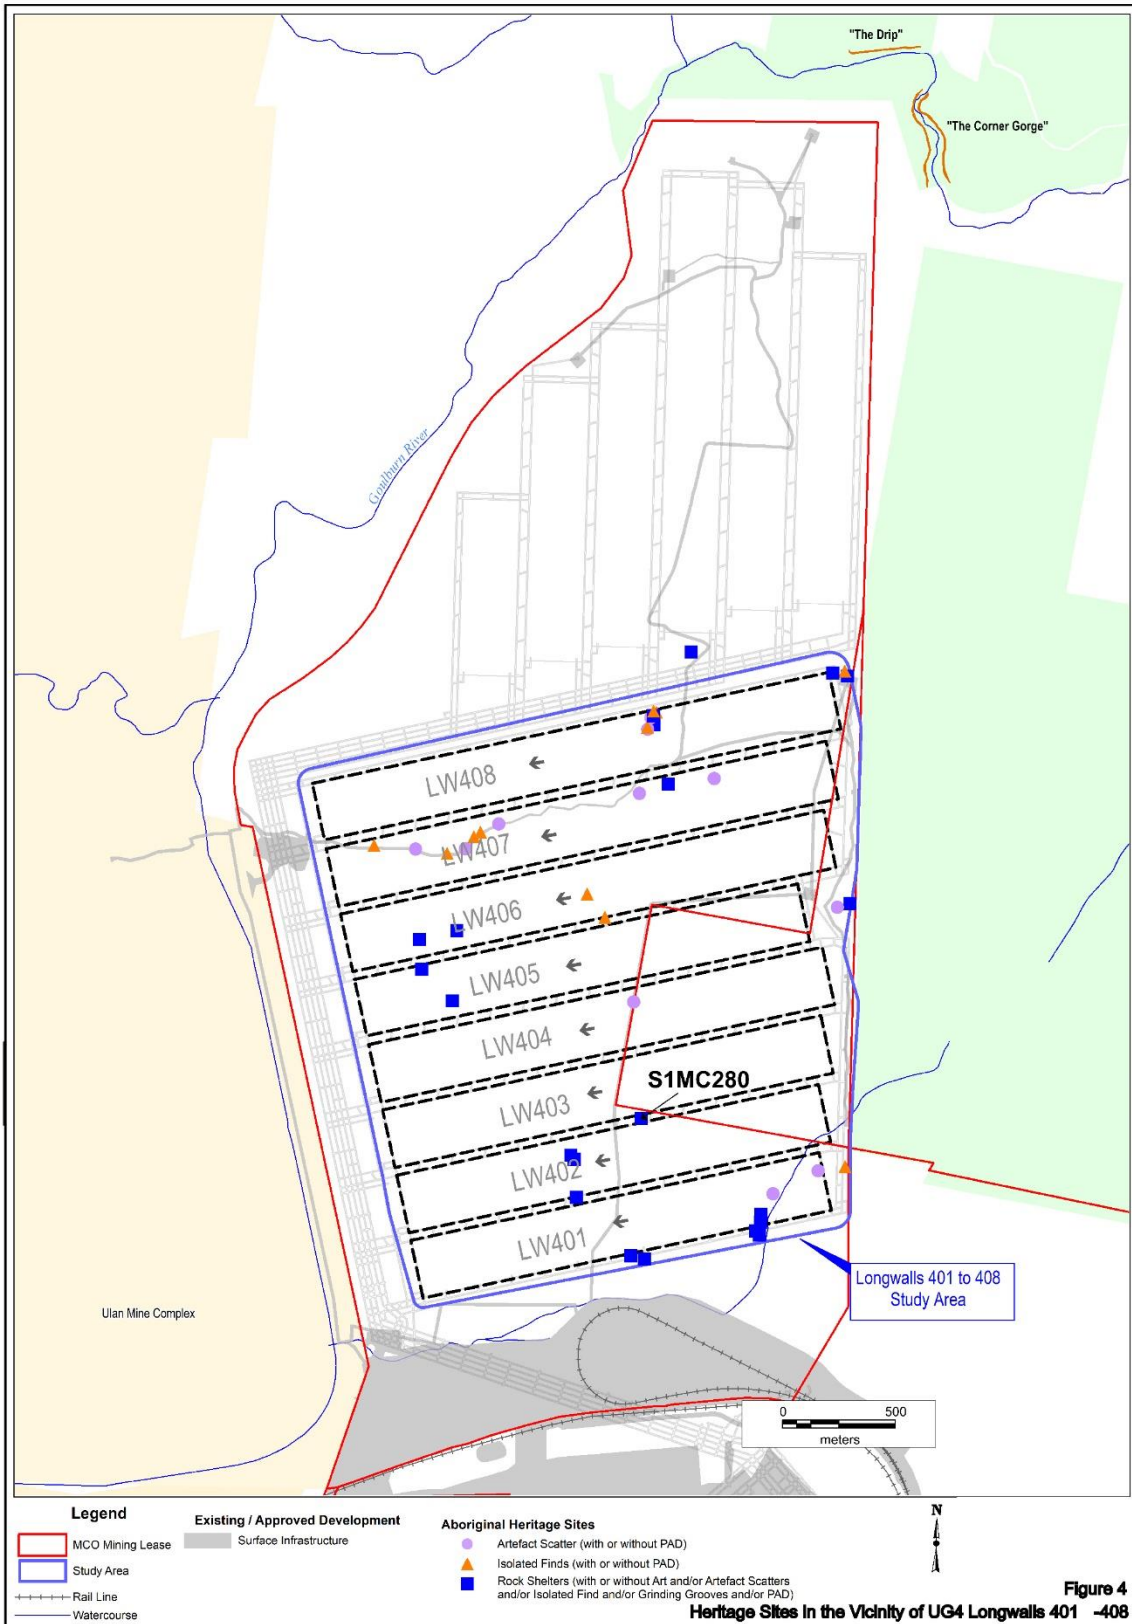 "The Drip"
"The Corner Gorge"
Goulburn River
LW408
LW407
LW406
LW405
LW404
S1MC280
LW403
LW402
LW401
Longwalls 401 to 408
Study Area
Ulan Mine Complex
0 500
meters
Legend
MCO Mining Lease
Study Area
Rail Line
Watercourse
Existing / Approved Development
Surface Infrastructure
Aboriginal Heritage Sites
Artefact Scatter (with or without PAD)
Isolated Finds (with or without PAD)
Rock Shelters (with or without Art and/or Artefact Scatters
and/or Isolated Find and/or Grinding Grooves and/or PAD)
N
Figure 4
Heritage Sites in the Vicinity of UG4 Longwalls 401 -408